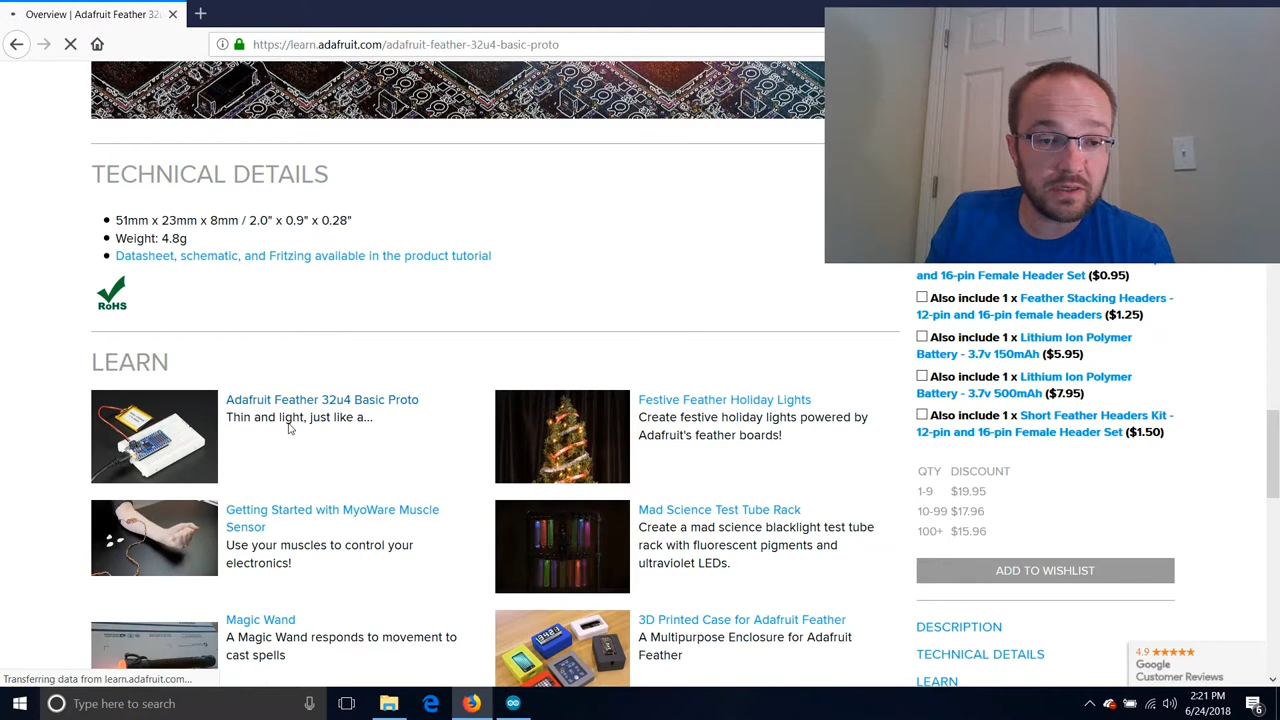 Overview | Adafruit Feather 32u
https://learn.adafruit.com/adafruit-feather-32u4-basic-proto
TECHNICAL DETAILS
51mm x 23mm x 8mm / 2.0" x 0.9" x 0.28"
Weight: 4.8g
Datasheet, schematic, and Fritzing available in the product tutorial
RoHS
LEARN
Adafruit Feather 32u4 Basic Proto
Thin and light, just like a...
Getting Started with MyoWare Muscle
Sensor
Use your muscles to control your
electronics!
Magic Wand
A Magic Wand responds to movement to
cast spells
Festive Feather Holiday Lights
Create festive holiday lights powered by
Adafruit's feather boards!
Mad Science Test Tube Rack
Create a mad science blacklight test tube
rack with fluorescent pigments and
ultraviolet LEDs.
3D Printed Case for Adafruit Feather
A Multipurpose Enclosure for Adafruit
Feather
and 16-pin Female Header Set ($0.95)
Also include 1 x Feather Stacking Headers -
12-pin and 16-pin female headers ($1.25)
Also include 1 x Lithium Ion Polymer
Battery - 3.7v 150mAh ($5.95)
Also include 1 x Lithium Ion Polymer
Battery - 3.7v 500mAh ($7.95)
Also include 1 x Short Feather Headers Kit -
12-pin and 16-pin Female Header Set ($1.50)
QTY DISCOUNT
1-9 $19.95
10-99 $17.96
100+ $15.96
ADD TO WISHLIST
DESCRIPTION
TECHNICAL DETAILS
LEARN
4.9
Google
Customer Reviews
Transferring data from learn.adafruit.com...
Type here to search
2:21 PM
6/24/2018
6